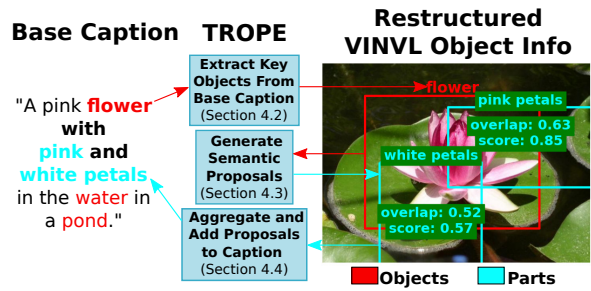 Base Caption
TROPE
Restructured
VINVL Object Info
"A pink flower
with
pink and
white petals
in the water in
a pond."
Extract Key
Objects From
Base Caption
(Section 4.2)
Generate
Semantic
Proposals
(Section 4.3)
Aggregate and
Add Proposals
to Caption
(Section 4.4)
flower
pink petals
overlap: 0.63
score: 0.85
white petals
overlap: 0.52
score: 0.57
Objects
Parts